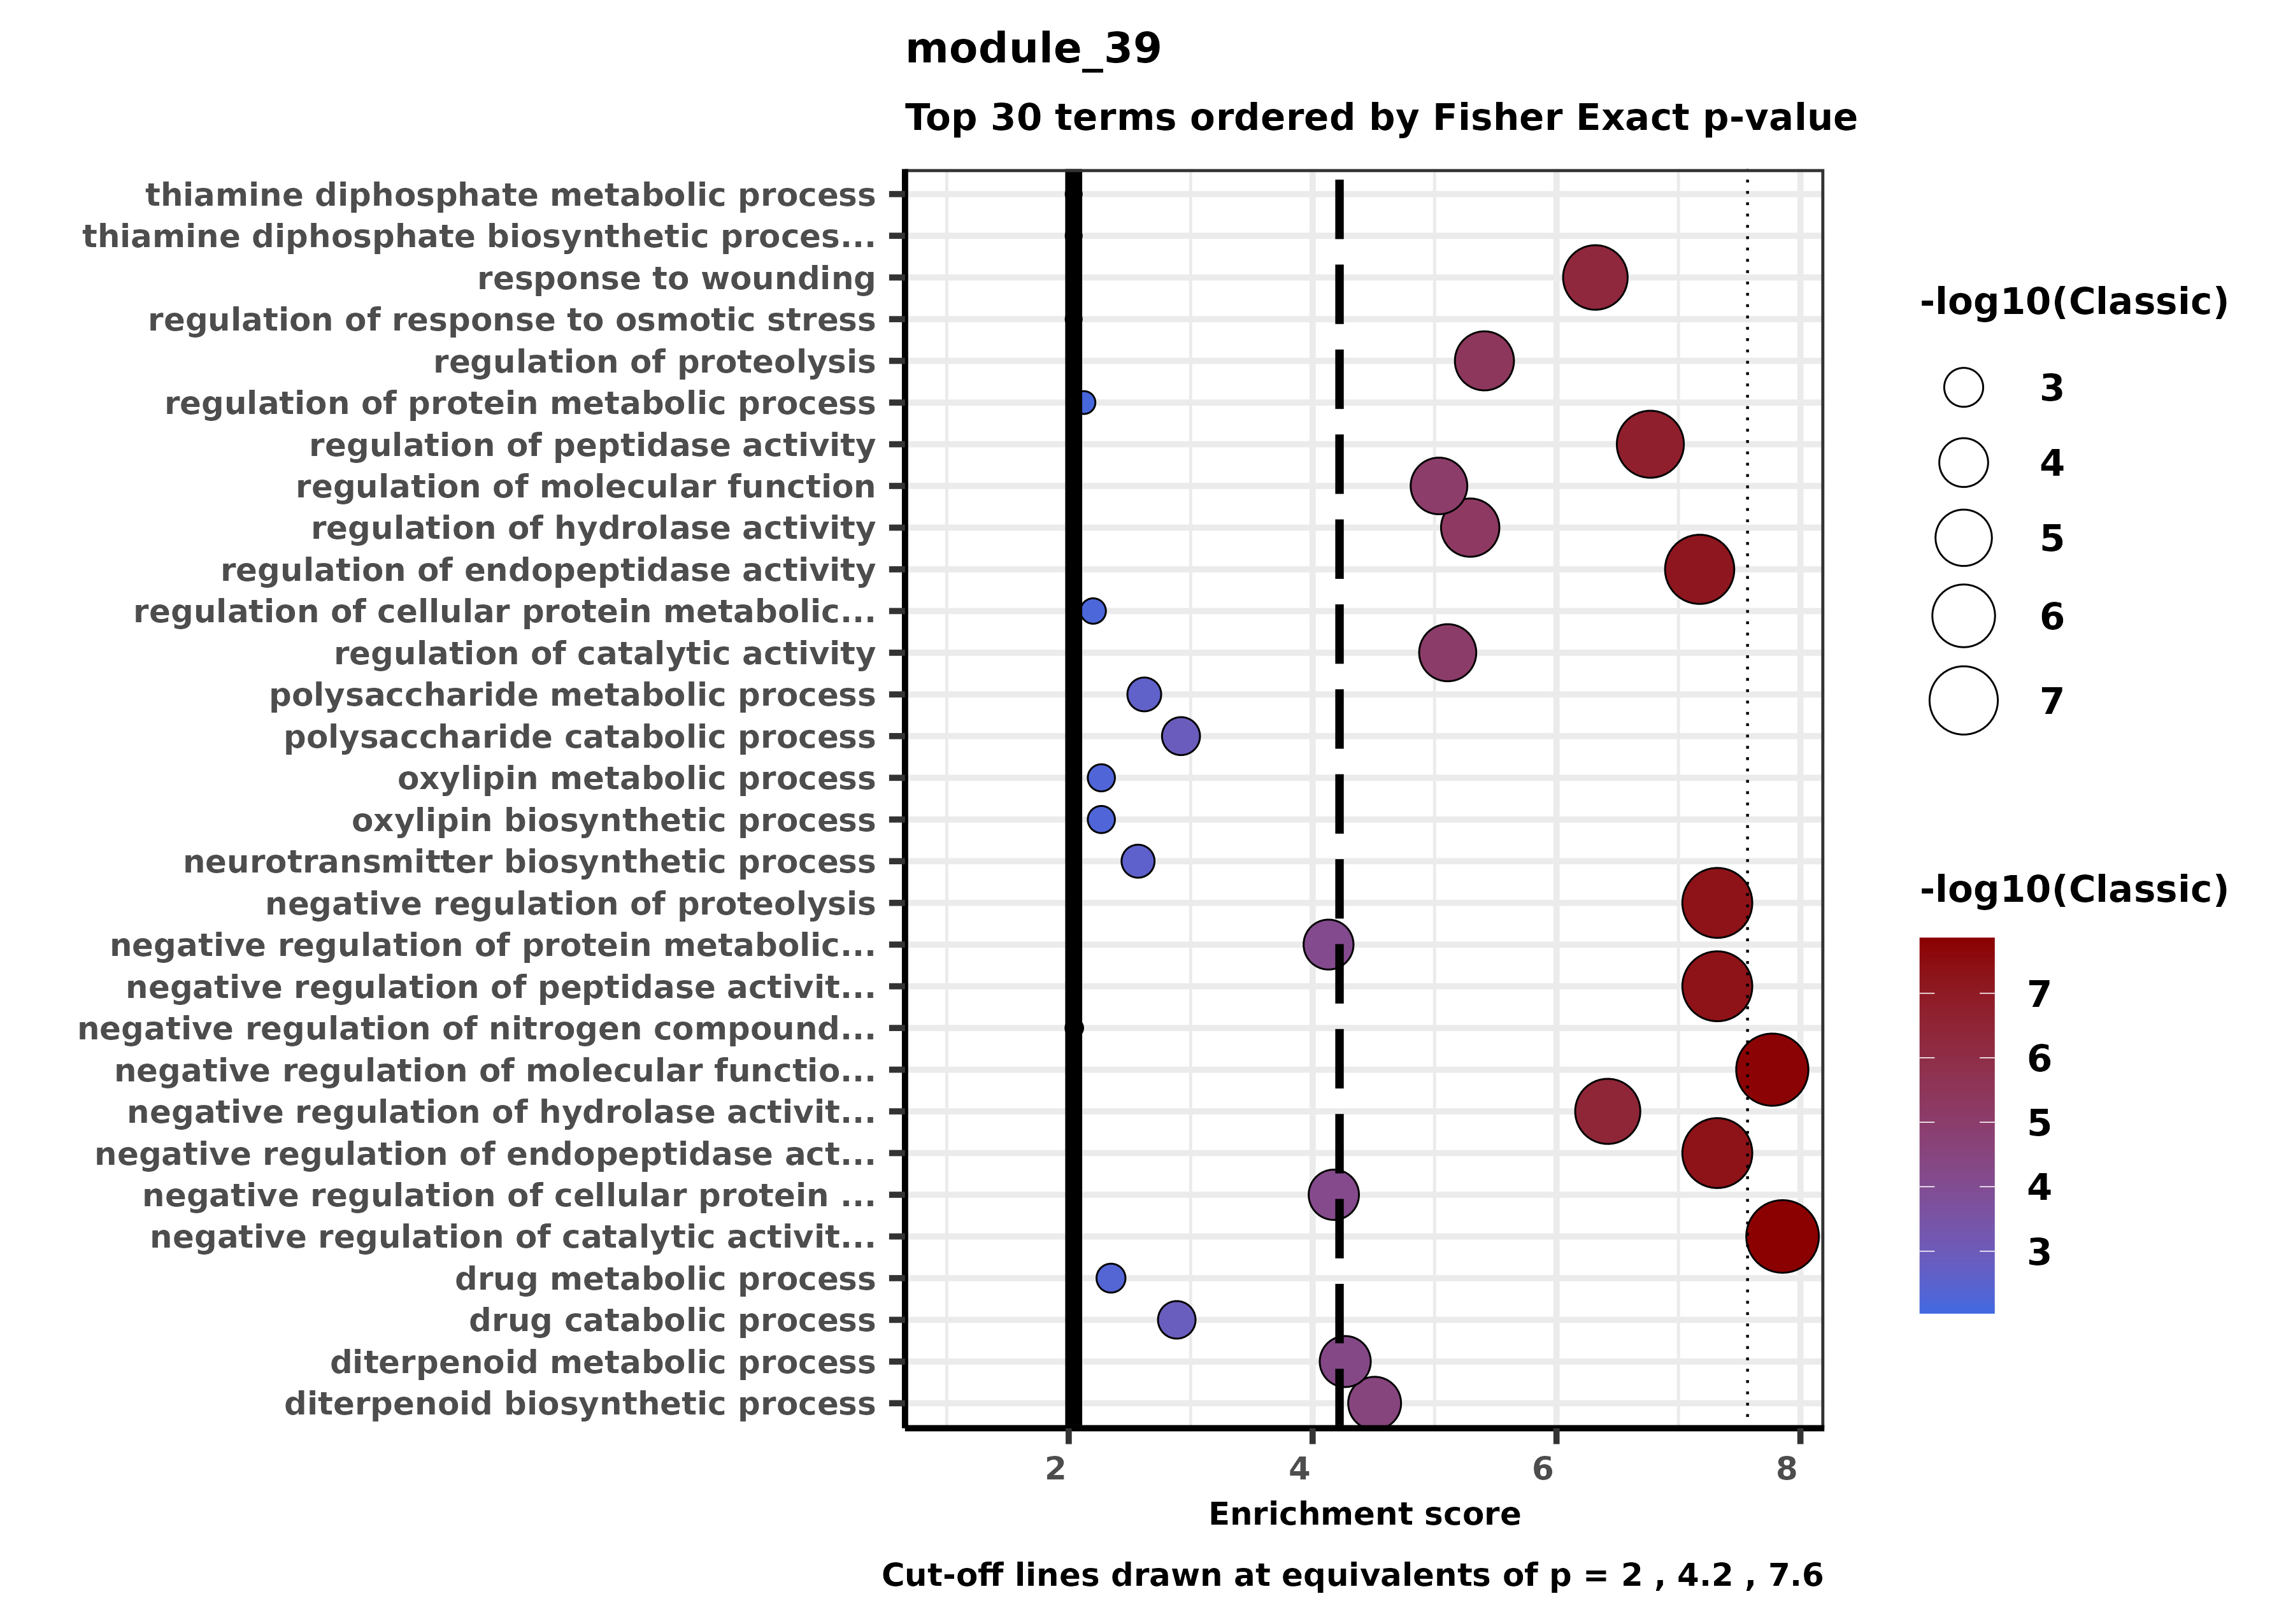 module_39
Top 30 terms ordered by Fisher Exact p-value
thiamine diphosphate metabolic process
thiamine diphosphate biosynthetic proces...
response to wounding
regulation of response to osmotic stress
regulation of proteolysis
regulation of protein metabolic process
regulation of peptidase activity
regulation of molecular function
regulation of hydrolase activity
regulation of endopeptidase activity
regulation of cellular protein metabolic...
regulation of catalytic activity
polysaccharide metabolic process
polysaccharide catabolic process
oxylipin metabolic process
oxylipin biosynthetic process
neurotransmitter biosynthetic process
negative regulation of proteolysis
negative regulation of protein metabolic...
negative regulation of peptidase activit...
negative regulation of nitrogen compound...
negative regulation of molecular functio...
negative regulation of hydrolase activit...
negative regulation of endopeptidase act...
negative regulation of cellular protein ...
negative regulation of catalytic activit...
drug metabolic process
drug catabolic process
diterpenoid metabolic process
diterpenoid biosynthetic process
2 4 6 8
Enrichment score
Cut-off lines drawn at equivalents of p = 2 , 4.2 , 7.6
-log10(Classic)
3
4
5
6
7
-log10(Classic)
7
6
5
4
3